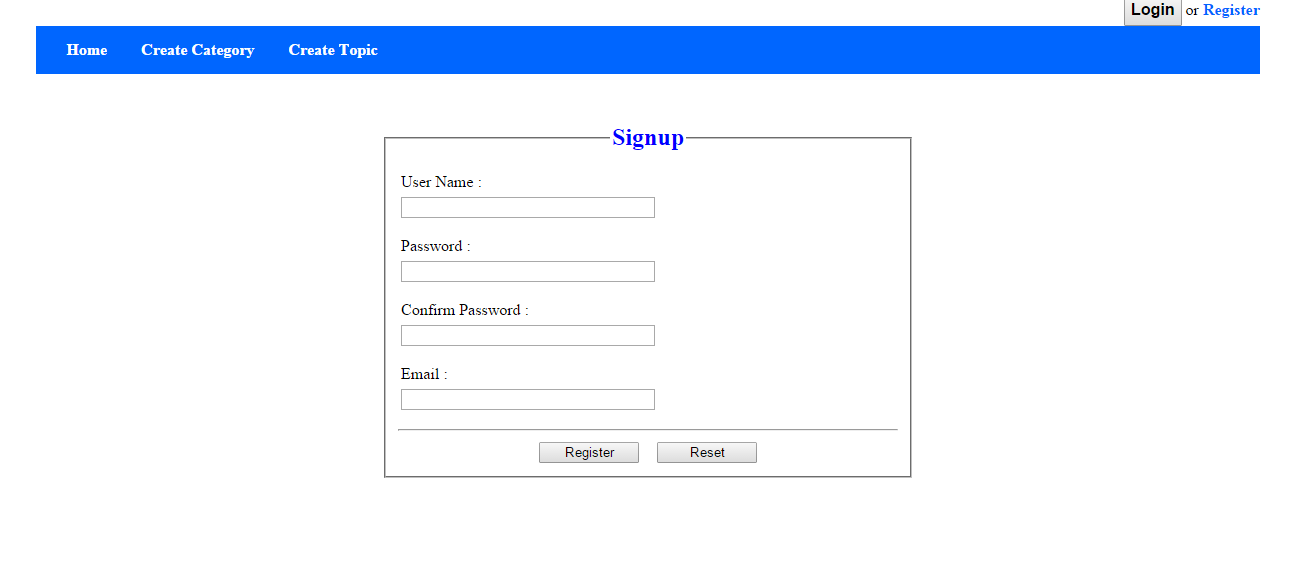 Login or Register
Home Create Category Create Topic
Signup
User Name :
Password :
Confirm Password :
Email :
Register Reset